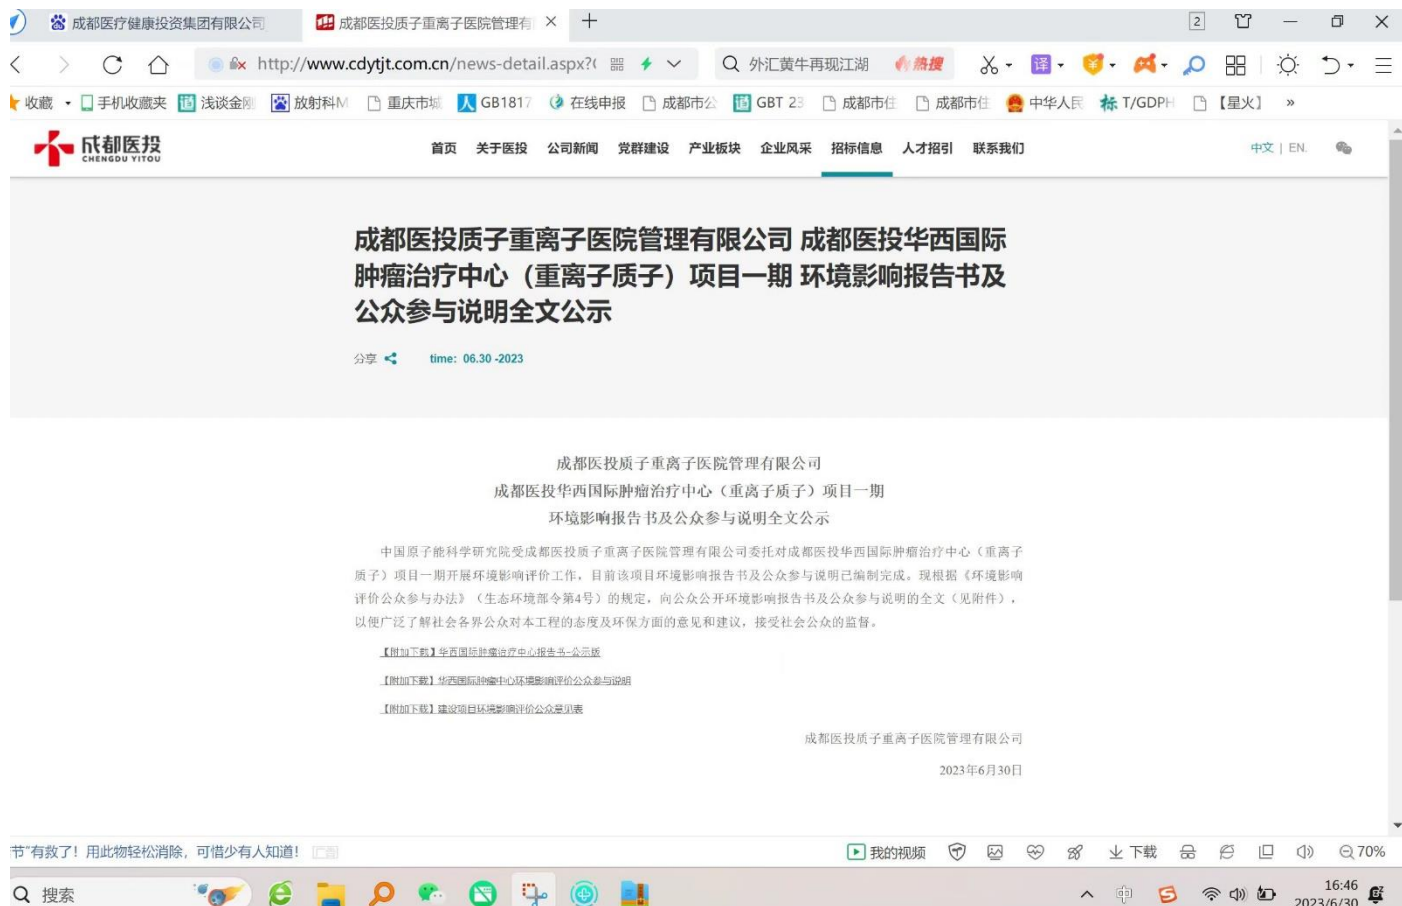 成都医疗健康投资集团有限公司
成都医投质子重离子医院管理有
2
http://www.cdytjt.com.cn/news-detail.aspx?(
外汇黄牛再现江湖
热搜
译
收藏
手机收藏夹
浅谈金刚
放射科M
重庆市城
GB1817
在线申报
成都市公
GBT 23
成都市住
成都市住
中华人民
T/GDPH
【星火】
»
成都医投
CHENGDU YITOU
首页 关于医投 公司新闻 党群建设 产业板块 企业风采 招标信息 人才招引 联系我们
中文 | EN.
成都医投质子重离子医院管理有限公司 成都医投华西国际
肿瘤治疗中心（重离子质子）项目一期 环境影响报告书及
公众参与说明全文公示
分享
time: 06.30 -2023
成都医投质子重离子医院管理有限公司
成都医投华西国际肿瘤治疗中心（重离子质子）项目一期
环境影响报告书及公众参与说明全文公示
中国原子能科学研究院受成都医投质子重离子医院管理有限公司委托对成都医投华西国际肿瘤治疗中心（重离子
质子）项目一期开展环境影响评价工作，目前该项目环境影响报告书及公众参与说明已编制完成。现根据《环境影响
评价公众参与办法》（生态环境部令第4号）的规定，向公众公开环境影响报告书及公众参与说明的全文（见附件），
以便广泛了解社会各界公众对本工程的态度及环保方面的意见和建议，接受社会公众的监督。
【附加下载】华西国际肿瘤治疗中心报告书-公示版
【附加下载】华西国际肿瘤中心环境影响评价公众参与说明
【附加下载】建设项目环境影响评价公众意见表
成都医投质子重离子医院管理有限公司
2023年6月30日
节"有救了！用此物轻松消除，可惜少有人知道！
广告
我的视频
下载
70%
搜索
中
16:46
2023/6/30